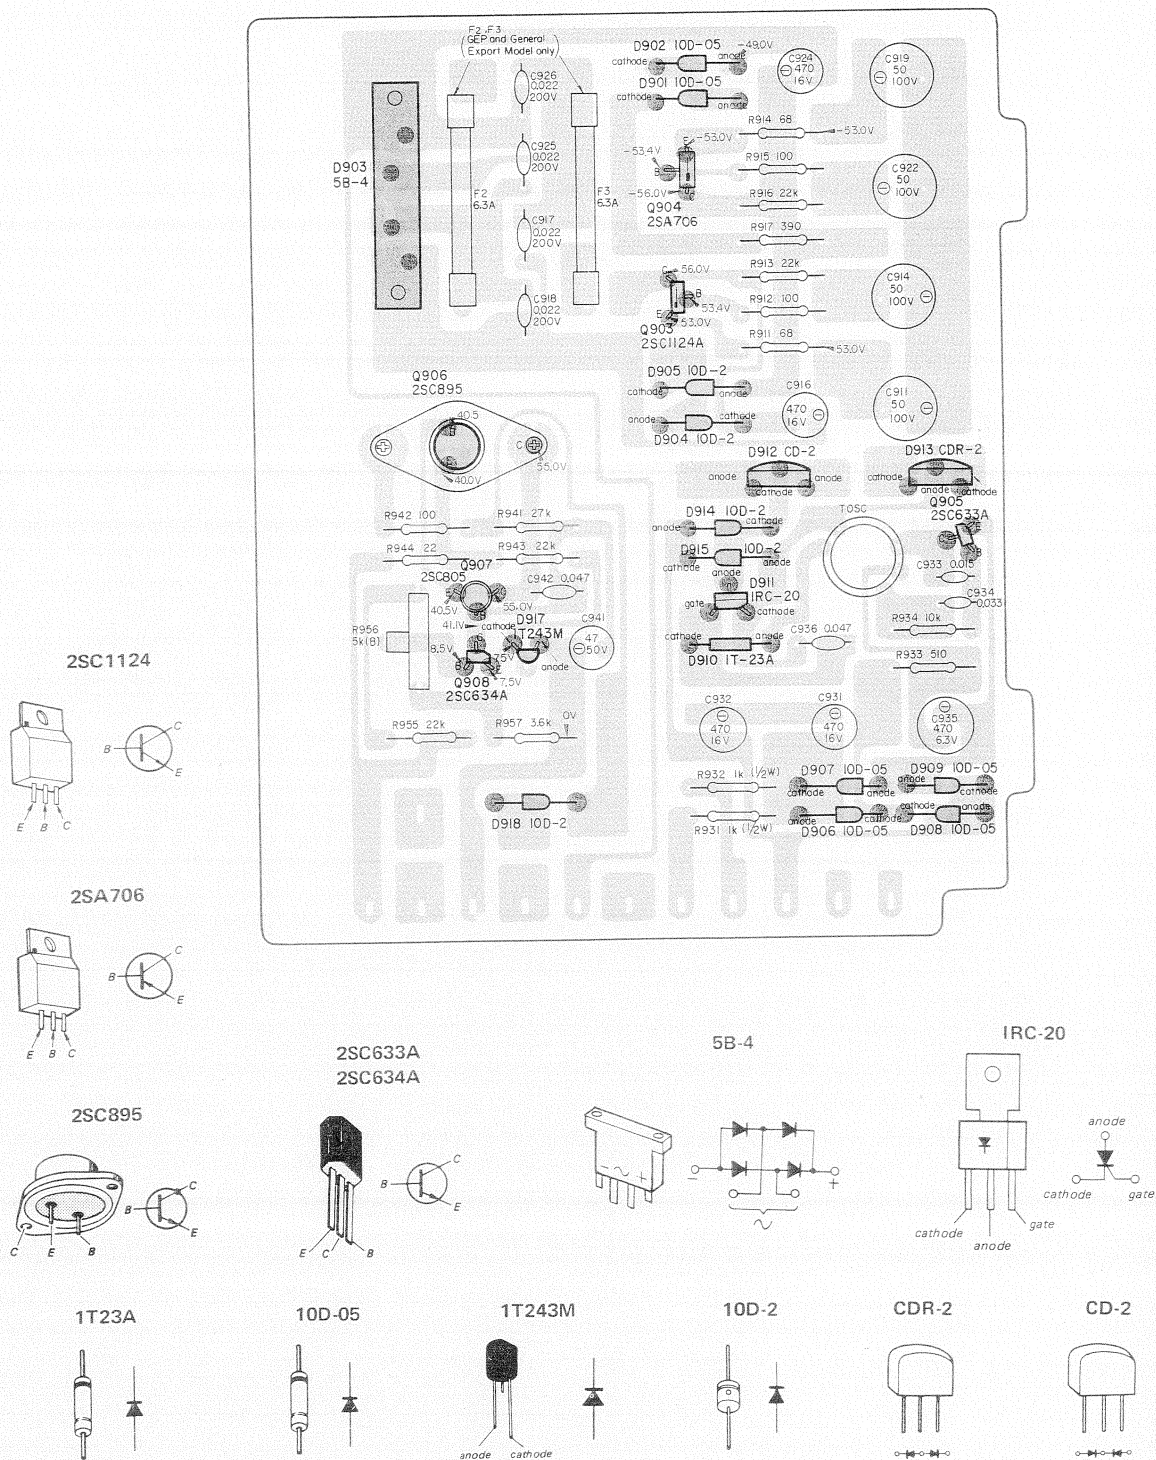 F2 .F3
GEP and General
Export Model only
D902 10D-05
-49.0V
cathode
anode
C924
470
16V
C919
50
100V
C926
0.022
200V
D901 10D-05
cathode
anode
R914 68
-53.0V
E
-53.0V
C925
0.022
200V
-53.4V
B
R915 100
D903
5B-4
C922
50
100V
F2
6.3A
F3
6.3A
-56.0V
C
R916 22k
Q904
2SA706
C917
0.022
200V
R917 390
C
56.0V
R913 22k
C914
50
100V
B
53.4V
R912 100
C918
0.022
200V
E
53.0V
Q903
2SC1124A
R911 68
53.0V
Q906
2SC895
D905 10D-2
cathode
anode
C916
470
16V
C911
50
100V
40.5
B
anode
cathode
D904 10D-2
C
55.0V
E
40.0V
D912 CD-2
anode
anode
cathode
D913 CDR-2
cathode
anode
cathode
Q905
2SC633A
R942 100
R941 27k
D914 10D-2
anode
cathode
TOSC
E
C
B
R944 22
R943 22k
D915 10D-2
cathode
anode
anode
Q907
2SC805
C942 0.047
D911
IRC-20
C933 0.015
E
C
40.5V
55.0V
B
gate
cathode
C934
0.033
41.1V
cathode
D917
1T243M
C941
47
50V
R956
5k(B)
C936 0.047
R934 10k
8.5V
C
7.5V
cathode
anode
D910 1T-23A
anode
B
E
7.5V
R933 510
Q908
2SC634A
C932
470
16V
C931
470
16V
C935
470
6.3V
R955 22k
R957 3.6k
0V
R932 1k (1/2W)
D907 10D-05
cathode
anode
D909 10D-05
anode
cathode
D918 10D-2
R931 1k (1/2W)
anode
cathode
D906 10D-05
cathode
anode
D908 10D-05
2SC1124
B
C
E
E B C
2SA706
B
C
E
E B C
2SC895
B
C
E
C E B
2SC633A
2SC634A
B
C
E
E C B
5B-4
− ~ +
−
+
~
IRC-20
cathode
anode
gate
anode
cathode
gate
1T23A
10D-05
1T243M
anode cathode
10D-2
CDR-2
CD-2